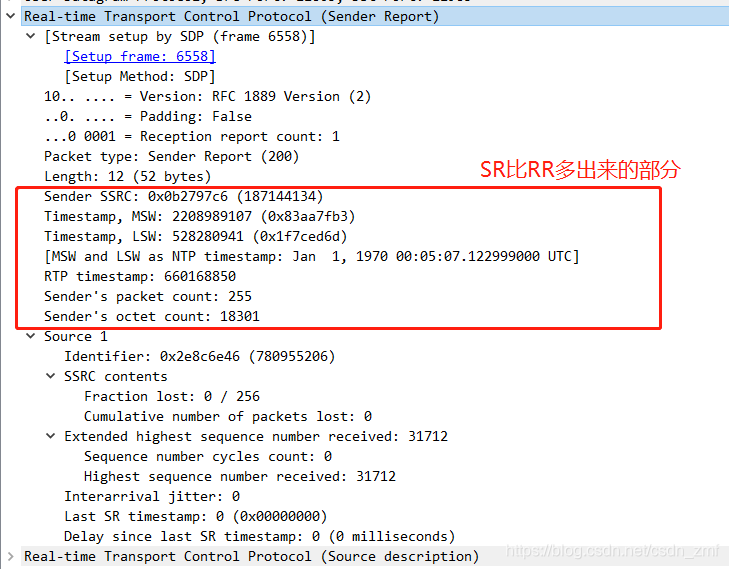 Real-time Transport Control Protocol (Sender Report)
[Stream setup by SDP (frame 6558)]
[Setup frame: 6558]
[Setup Method: SDP]
10.. .... = Version: RFC 1889 Version (2)
..0. .... = Padding: False
...0 0001 = Reception report count: 1
Packet type: Sender Report (200)
Length: 12 (52 bytes)
SR比RR多出来的部分
Sender SSRC: 0x0b2797c6 (187144134)
Timestamp, MSW: 2208989107 (0x83aa7fb3)
Timestamp, LSW: 528280941 (0x1f7ced6d)
[MSW and LSW as NTP timestamp: Jan  1, 1970 00:05:07.122999000 UTC]
RTP timestamp: 660168850
Sender's packet count: 255
Sender's octet count: 18301
Source 1
Identifier: 0x2e8c6e46 (780955206)
SSRC contents
Fraction lost: 0 / 256
Cumulative number of packets lost: 0
Extended highest sequence number received: 31712
Sequence number cycles count: 0
Highest sequence number received: 31712
Interarrival jitter: 0
Last SR timestamp: 0 (0x00000000)
Delay since last SR timestamp: 0 (0 milliseconds)
Real-time Transport Control Protocol (Source description)
https://blog.csdn.net/csdn_zmf